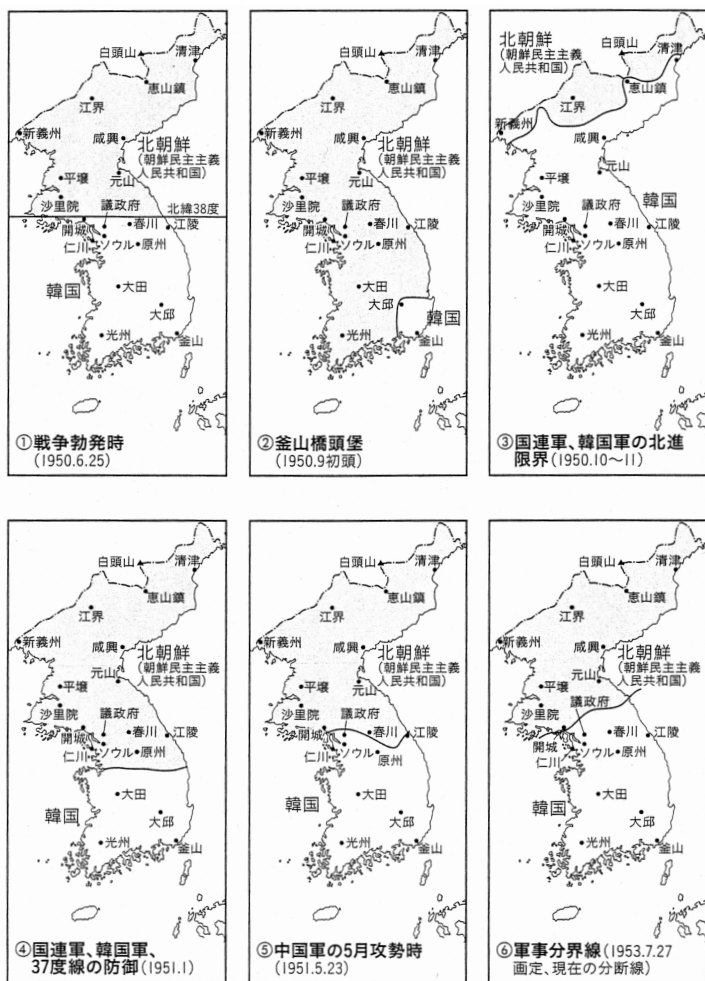 白頭山
清津
恵山鎮
江界
新義州
咸興
北朝鮮
(朝鮮民主主義
人民共和国)
元山
平壌
沙里院
北緯38度
議政府
開城
春川
江陵
仁川
ソウル
原州
韓国
大田
大邱
光州
釜山
①戦争勃発時
(1950.6.25)
白頭山
清津
恵山鎮
江界
新義州
咸興
北朝鮮
(朝鮮民主主義
人民共和国)
元山
平壌
沙里院
議政府
開城
春川
江陵
仁川
ソウル
原州
大田
大邱
韓国
光州
釜山
②釜山橋頭堡
(1950.9初頭)
北朝鮮
(朝鮮民主主義
人民共和国)
白頭山
清津
恵山鎮
江界
新義州
咸興
元山
平壌
韓国
沙里院
議政府
開城
春川
江陵
仁川
ソウル
原州
大田
大邱
光州
釜山
③国連軍、韓国軍の北進
限界(1950.10〜11)
白頭山
清津
恵山鎮
江界
新義州
咸興
北朝鮮
(朝鮮民主主義
人民共和国)
元山
平壌
沙里院
議政府
開城
春川
江陵
仁川
ソウル
原州
韓国
大田
大邱
光州
釜山
④国連軍、韓国軍、
37度線の防御(1951.1)
白頭山
清津
恵山鎮
江界
新義州
咸興
北朝鮮
(朝鮮民主主義
人民共和国)
元山
平壌
沙里院
議政府
開城
春川
江陵
仁川
ソウル
原州
韓国
大田
大邱
光州
釜山
⑤中国軍の5月攻勢時
(1951.5.23)
白頭山
清津
恵山鎮
江界
新義州
咸興
北朝鮮
(朝鮮民主主義
人民共和国)
元山
平壌
沙里院
議政府
開城
春川
江陵
仁川
ソウル
原州
韓国
大田
大邱
光州
釜山
⑥軍事分界線(1953.7.27
画定、現在の分断線)